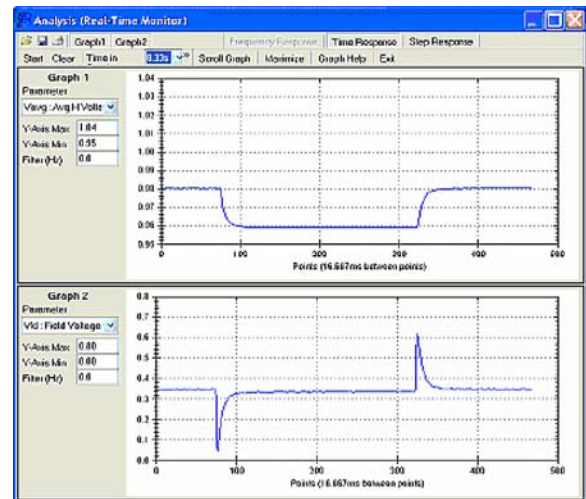 Analysis (Real-Time Monitor)
Graph1 Graph2 Frequency Response Time Response Step Response
Start Clear Time in 8.33s Scroll Graph Maximize Graph Help Exit
Graph 1
Parameter
Vavg : Avg H Volta
Y-Axis Max 1.04
Y-Axis Min 0.95
Filter (Hz) 0.0
1.04
1.03
1.02
1.01
1.00
0.99
0.98
0.97
0.96
0.95
0 100 200 300 400 500
Points (16.667ms between points)
Graph 2
Parameter
Vfd : Field Voltage
Y-Axis Max 0.80
Y-Axis Min 0.00
Filter (Hz) 0.0
0.8
0.7
0.6
0.5
0.4
0.3
0.2
0.1
0.0
0 100 200 300 400 500
Points (16.667ms between points)